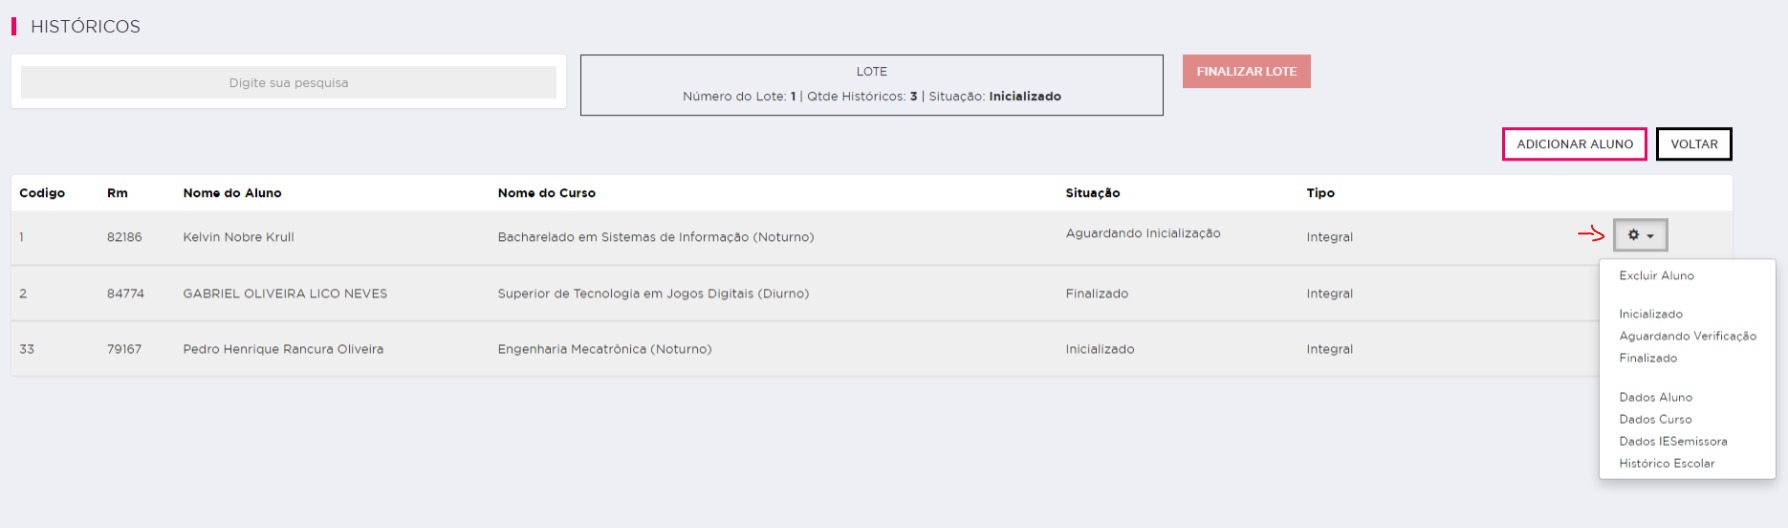 HISTÓRICOS
Digite sua pesquisa
LOTE
Número do Lote: 1 | Qtde Históricos: 3 | Situação: Inicializado
FINALIZAR LOTE
ADICIONAR ALUNO VOLTAR
Codigo Rm Nome do Aluno Nome do Curso Situação Tipo
1 82186 Kelvin Nobre Krull Bacharelado em Sistemas de Informação (Noturno) Aguardando Inicialização Integral
2 84774 GABRIEL OLIVEIRA LICO NEVES Superior de Tecnologia em Jogos Digitais (Diurno) Finalizado Integral
33 79167 Pedro Henrique Rancura Oliveira Engenharia Mecatrônica (Noturno) Inicializado Integral
Excluir Aluno
Inicializado
Aguardando Verificação
Finalizado
Dados Aluno
Dados Curso
Dados IESemissora
Histórico Escolar